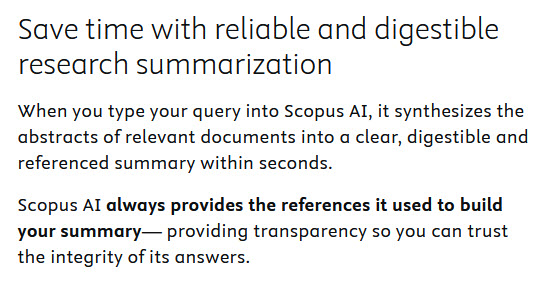 Save time with reliable and digestible
research summarization
When you type your query into Scopus AI, it synthesizes the
abstracts of relevant documents into a clear, digestible and
referenced summary within seconds.
Scopus AI always provides the references it used to build
your summary— providing transparency so you can trust
the integrity of its answers.